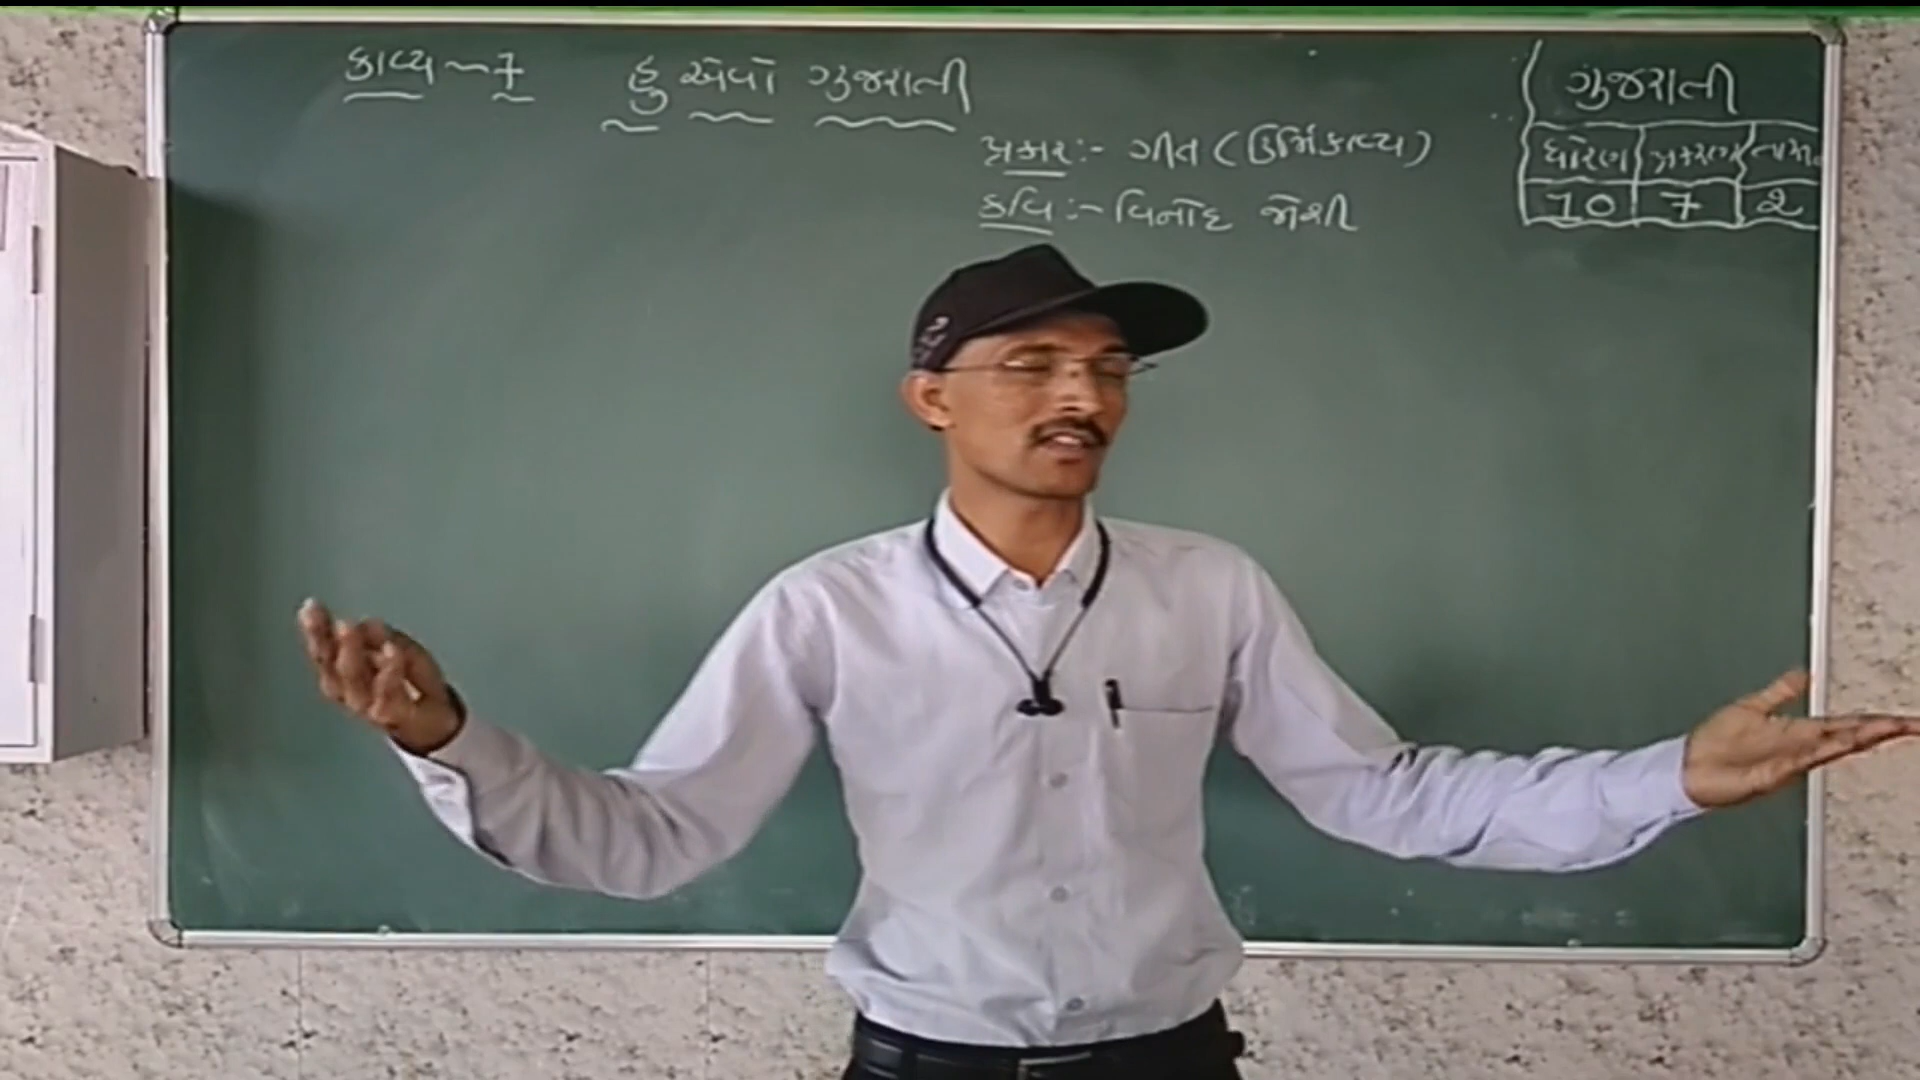 કાવ્ય ~ 7 હુ એવો ગુજરાતી
પ્રકાર :- ગીત (ઊર્મિકાવ્ય)
કવિ :- વિનોદ જોશી
ગુજરાતી
ધોરણ પ્રકરણ
10 7 2